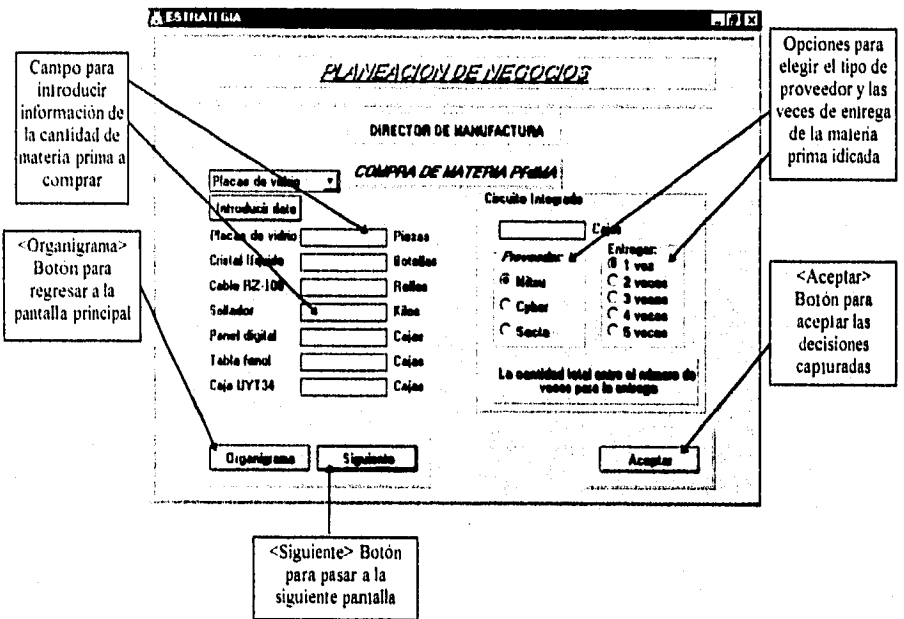 ESTRATEGIA
PLANEACION DE NEGOCIOS
DIRECTOR DE MANUFACTURA
COMPRA DE MATERIA PRIMA
Placas de vidrio
Introducir dato
Placas de vidrio Piezas
Cristal líquido Botellas
Cable RZ-100 Rollos
Sellador Kilos
Panel digital Cajas
Tabla fenol Cajas
Caja UYT34 Cajas
Circuito Integrado
Cajas
Proveedor
Mitsu
Cyber
Entregar:
1 vez
2 veces
3 veces
4 veces
5 veces
La cantidad total entre el número de
veces para la entrega
Organigrama
Siguiente
Aceptar
Campo para
introducir
información de
la cantidad de
materia prima a
comprar
<Organigrama>
Botón para
regresar a la
pantalla principal
<Siguiente> Botón
para pasar a la
siguiente pantalla
Opciones para
elegir el tipo de
proveedor y las
veces de entrega
de la materia
prima idicada
<Aceptar>
Botón para
aceptar las
decisiones
capturadas